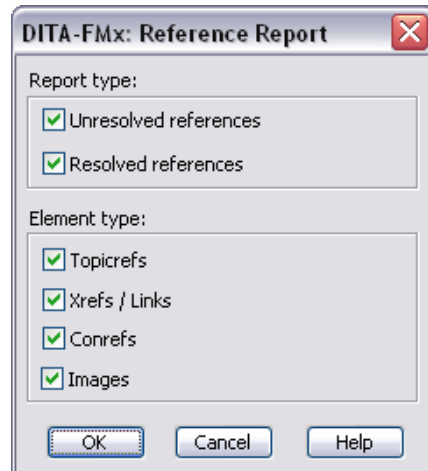 DITA-FMx: Reference Report
Report type:
Unresolved references
Resolved references
Element type:
Topicrefs
Xrefs / Links
Conrefs
Images
OK Cancel Help